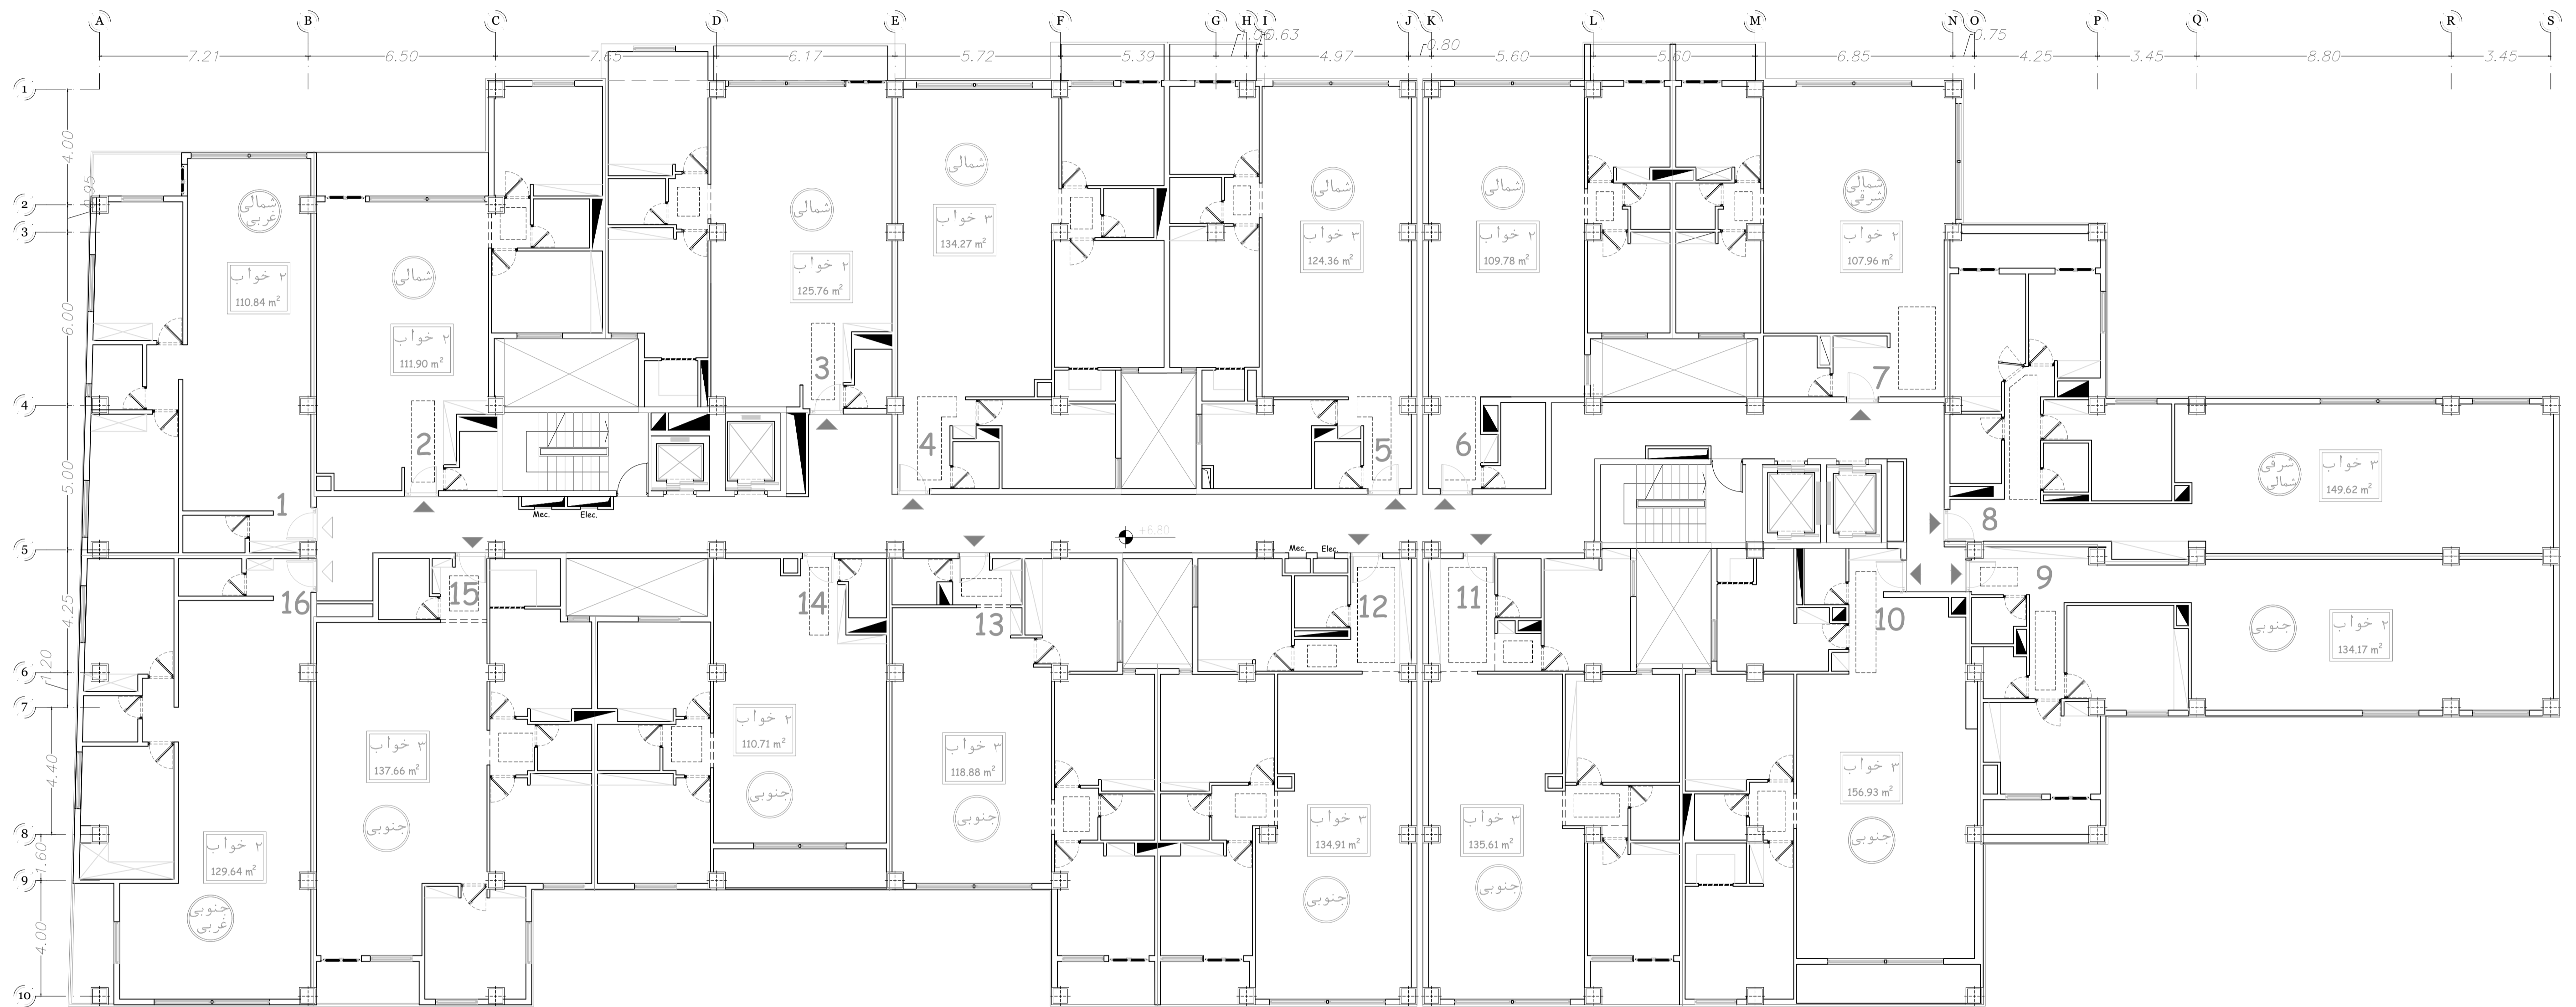 A B C D E F G H I J K L M N O P Q R S
7.21 6.50 7.65 6.17 5.72 5.39 0.63 4.97 0.80 5.60 5.60 6.85 0.75 4.25 3.45 8.80 3.45
1
4.00
0.95
2
3
6.00
4
5.00
5
4.25
6
1.20
7
4.40
8
1.60
9
4.00
10
شمالی
غربی
۲ خواب
110.84 m²
1
شمالی
۲ خواب
111.90 m²
2
شمالی
۲ خواب
125.76 m²
3
شمالی
۳ خواب
134.27 m²
4
شمالی
۳ خواب
124.36 m²
5
شمالی
۲ خواب
109.78 m²
6
شمالی
شرقی
۲ خواب
107.96 m²
7
شرقی
شمالی
۳ خواب
149.62 m²
8
Mec. Elec.
+6.80
Mec. Elec.
9
جنوبی
۲ خواب
134.17 m²
10
۳ خواب
156.93 m²
جنوبی
11
۳ خواب
135.61 m²
جنوبی
12
۳ خواب
134.91 m²
جنوبی
13
۳ خواب
118.88 m²
جنوبی
14
۲ خواب
110.71 m²
جنوبی
15
۳ خواب
137.66 m²
جنوبی
16
۲ خواب
129.64 m²
جنوبی
غربی